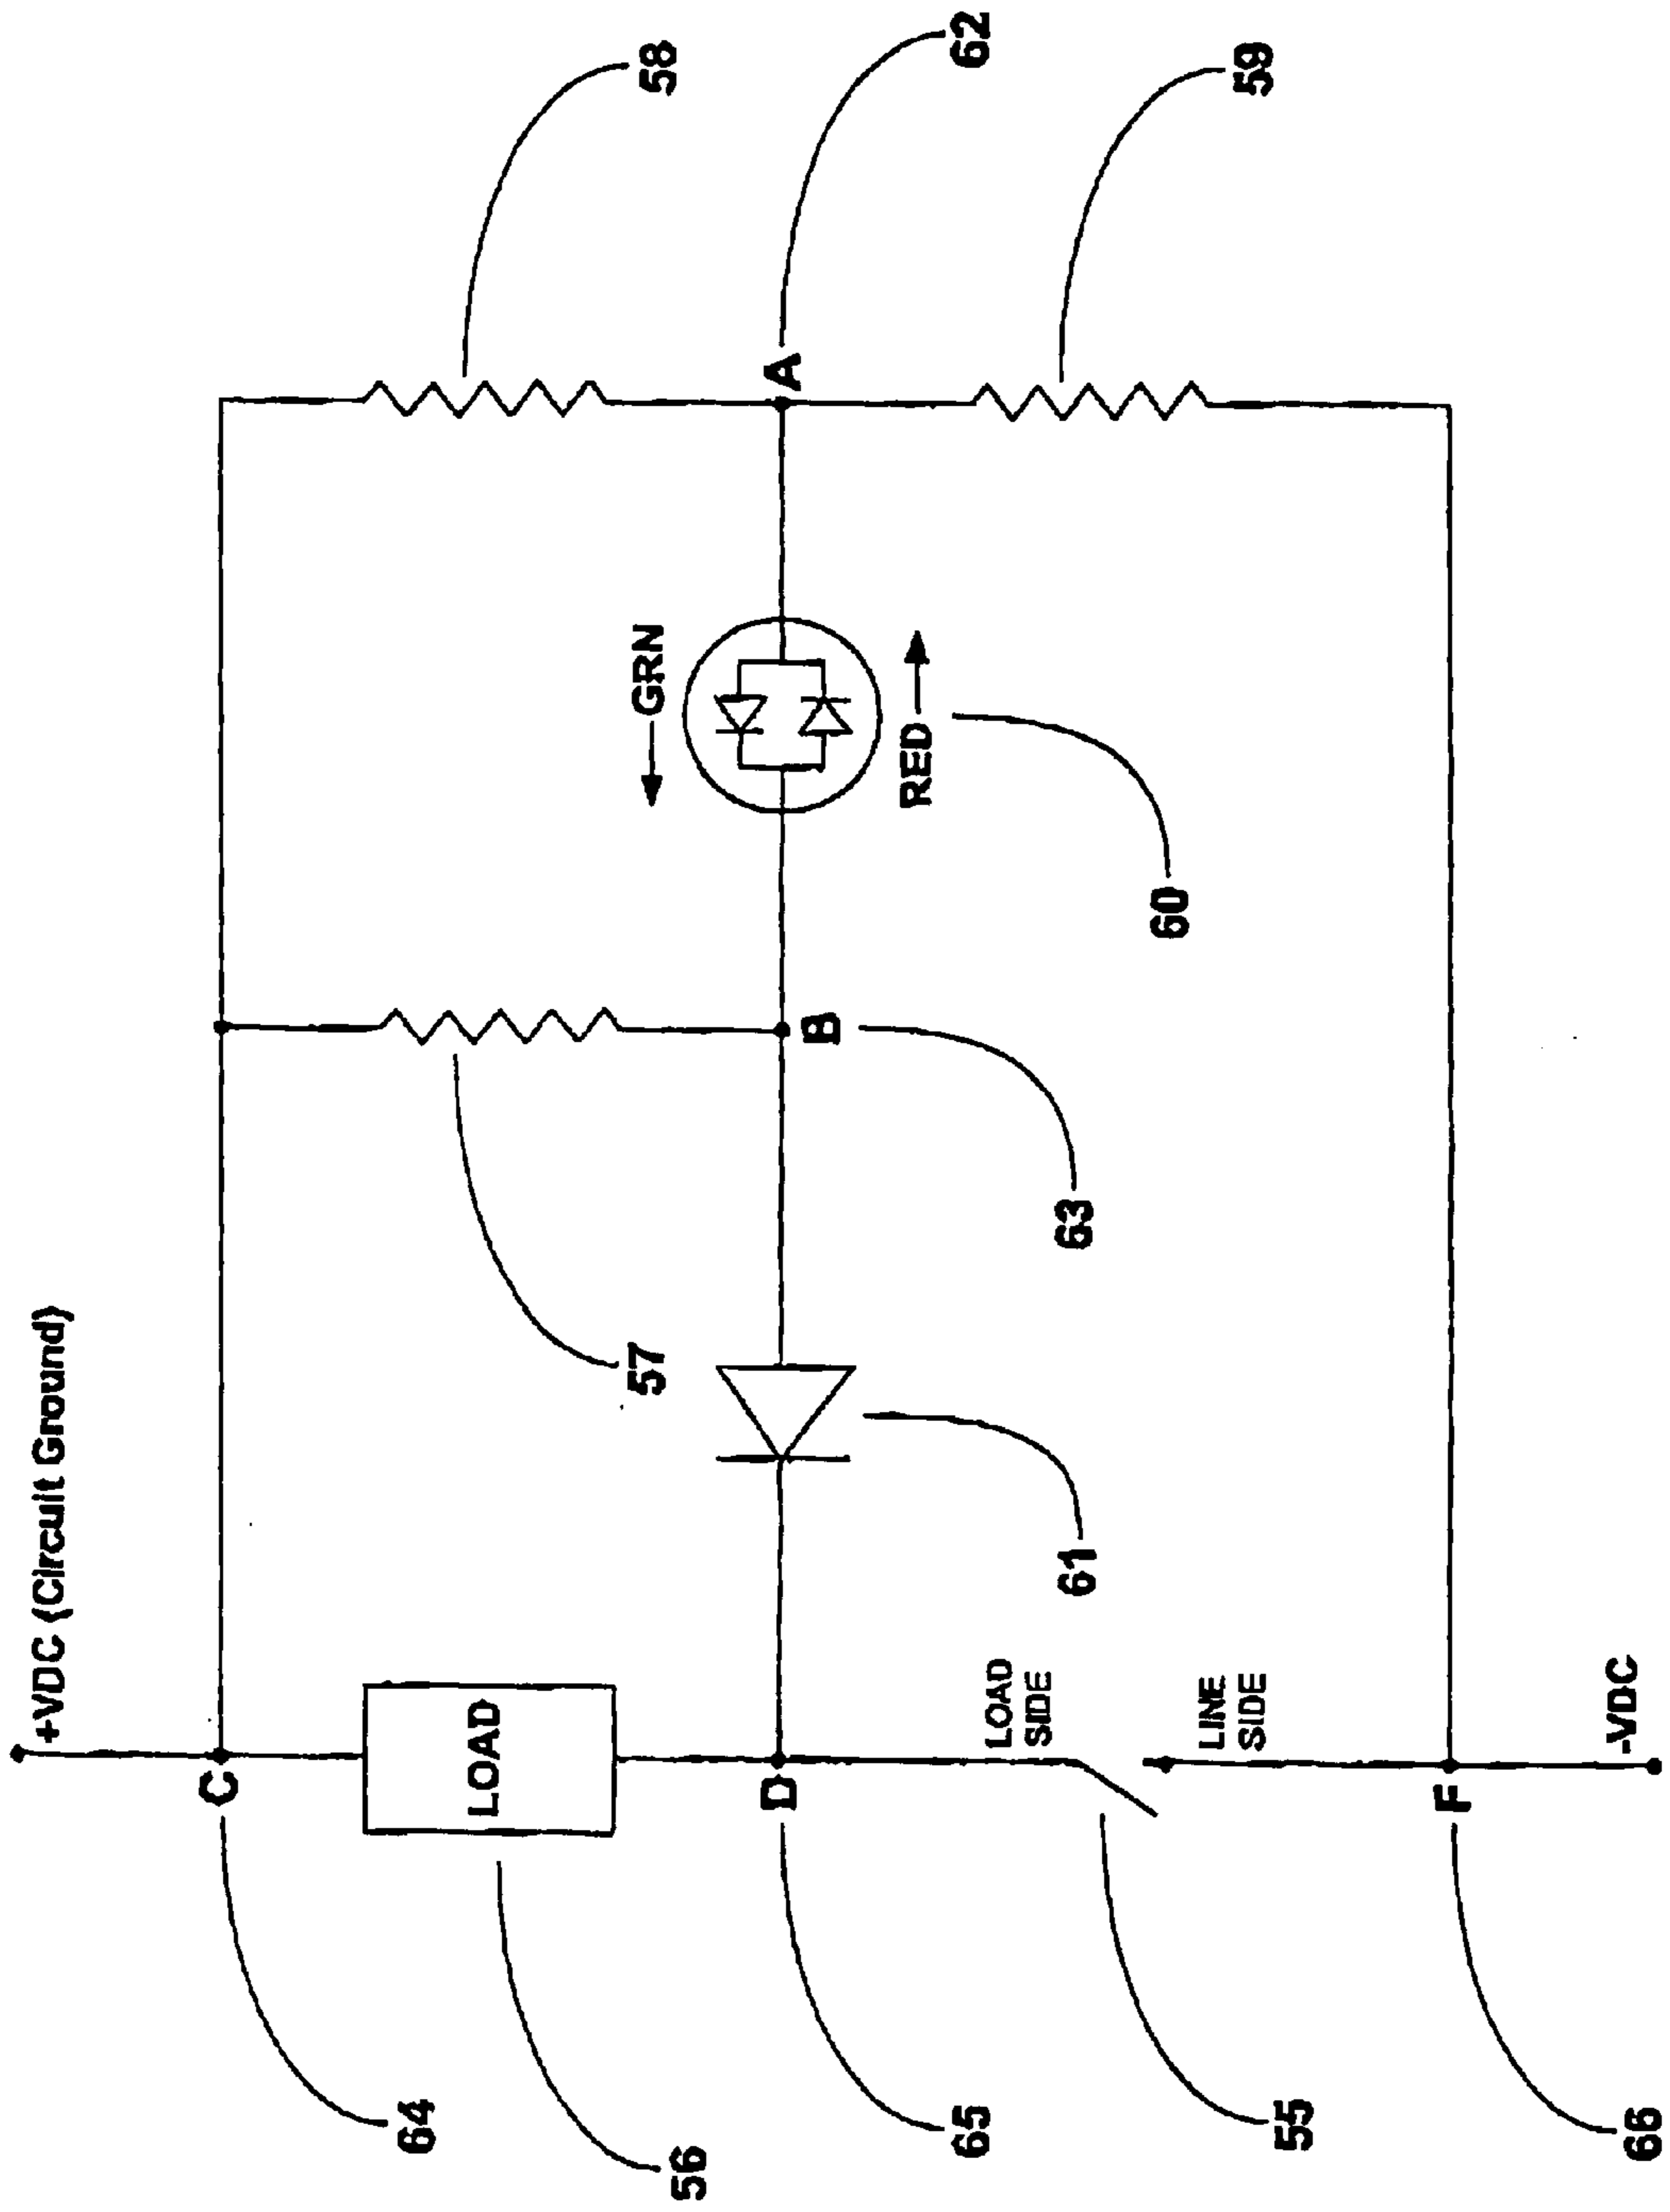 +VDC (Circuit Ground)
C
64
LOAD
57
GRN
58
56
D
A
B
RED
65
62
LOAD
SIDE
61
63
60
LINE
SIDE
59
55
F
-VDC
66